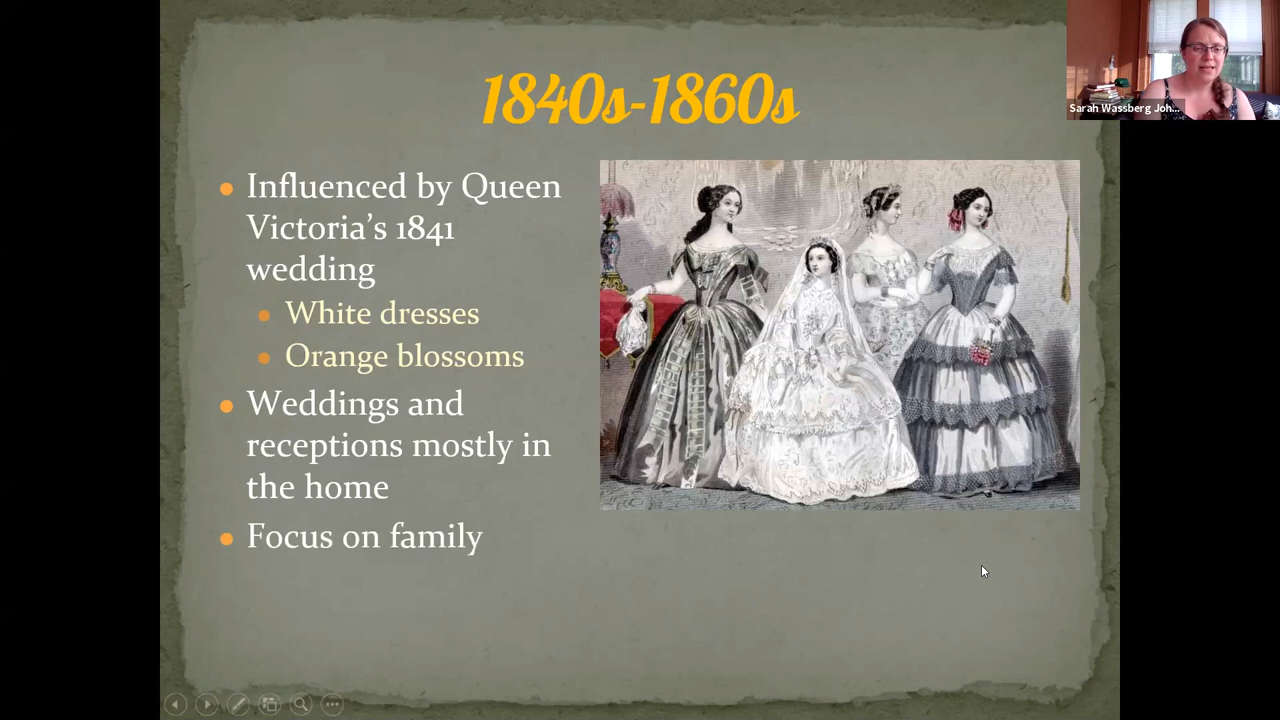 1840s-1860s
Sarah Wassberg Joh...
Influenced by Queen
Victoria’s 1841
wedding
White dresses
Orange blossoms
Weddings and
receptions mostly in
the home
Focus on family